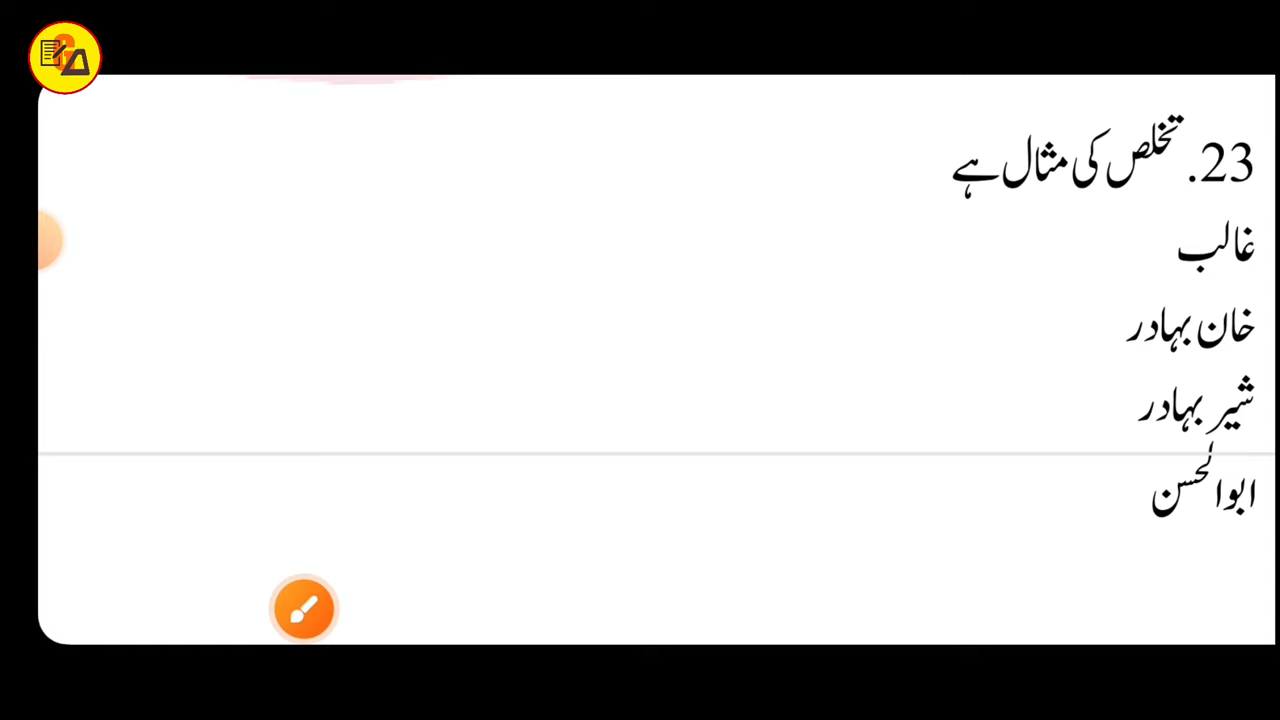 23. تخلص کی مثال ہے
غالب
خان بہادر
شیر بہادر
ابوالحسن